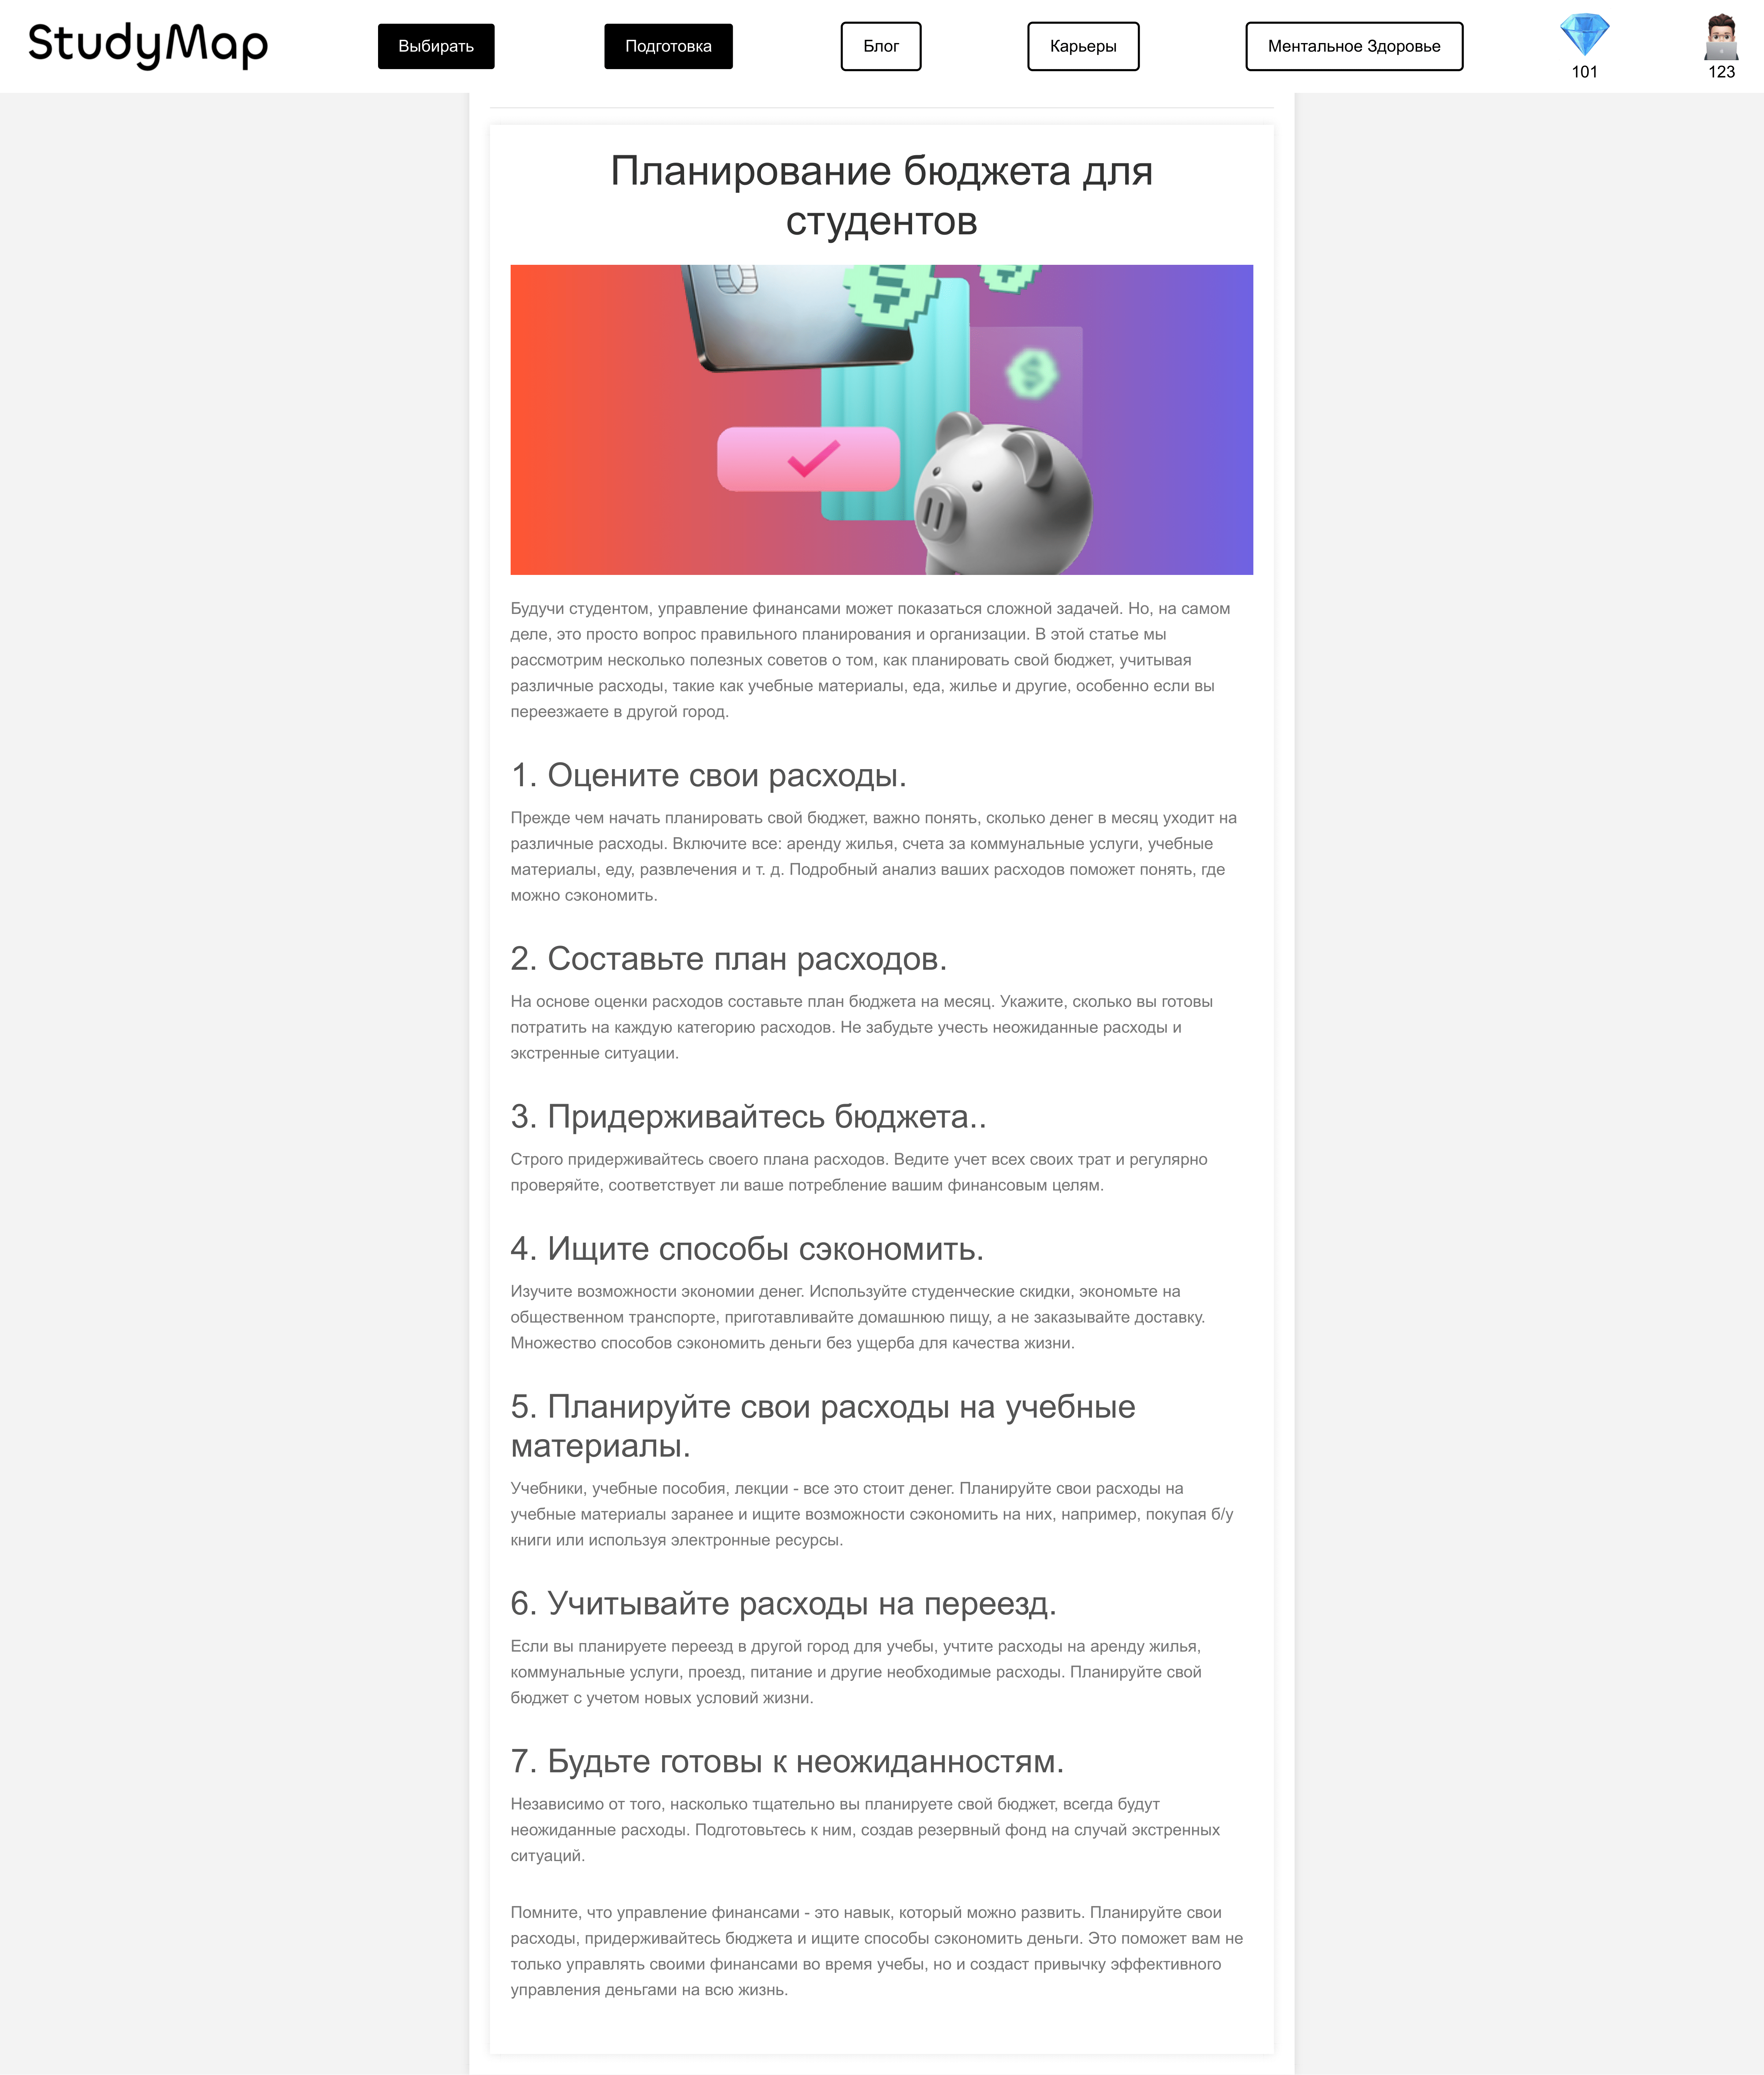 StudyMap
Выбирать
Подготовка
Блог
Карьеры
Ментальное Здоровье
101
123
Планирование бюджета для
студентов
Будучи студентом, управление финансами может показаться сложной задачей. Но, на самом
деле, это просто вопрос правильного планирования и организации. В этой статье мы
рассмотрим несколько полезных советов о том, как планировать свой бюджет, учитывая
различные расходы, такие как учебные материалы, еда, жилье и другие, особенно если вы
переезжаете в другой город.
1. Оцените свои расходы.
Прежде чем начать планировать свой бюджет, важно понять, сколько денег в месяц уходит на
различные расходы. Включите все: аренду жилья, счета за коммунальные услуги, учебные
материалы, еду, развлечения и т. д. Подробный анализ ваших расходов поможет понять, где
можно сэкономить.
2. Составьте план расходов.
На основе оценки расходов составьте план бюджета на месяц. Укажите, сколько вы готовы
потратить на каждую категорию расходов. Не забудьте учесть неожиданные расходы и
экстренные ситуации.
3. Придерживайтесь бюджета..
Строго придерживайтесь своего плана расходов. Ведите учет всех своих трат и регулярно
проверяйте, соответствует ли ваше потребление вашим финансовым целям.
4. Ищите способы сэкономить.
Изучите возможности экономии денег. Используйте студенческие скидки, экономьте на
общественном транспорте, приготавливайте домашнюю пищу, а не заказывайте доставку.
Множество способов сэкономить деньги без ущерба для качества жизни.
5. Планируйте свои расходы на учебные
материалы.
Учебники, учебные пособия, лекции - все это стоит денег. Планируйте свои расходы на
учебные материалы заранее и ищите возможности сэкономить на них, например, покупая б/у
книги или используя электронные ресурсы.
6. Учитывайте расходы на переезд.
Если вы планируете переезд в другой город для учебы, учтите расходы на аренду жилья,
коммунальные услуги, проезд, питание и другие необходимые расходы. Планируйте свой
бюджет с учетом новых условий жизни.
7. Будьте готовы к неожиданностям.
Независимо от того, насколько тщательно вы планируете свой бюджет, всегда будут
неожиданные расходы. Подготовьтесь к ним, создав резервный фонд на случай экстренных
ситуаций.
Помните, что управление финансами - это навык, который можно развить. Планируйте свои
расходы, придерживайтесь бюджета и ищите способы сэкономить деньги. Это поможет вам не
только управлять своими финансами во время учебы, но и создаст привычку эффективного
управления деньгами на всю жизнь.